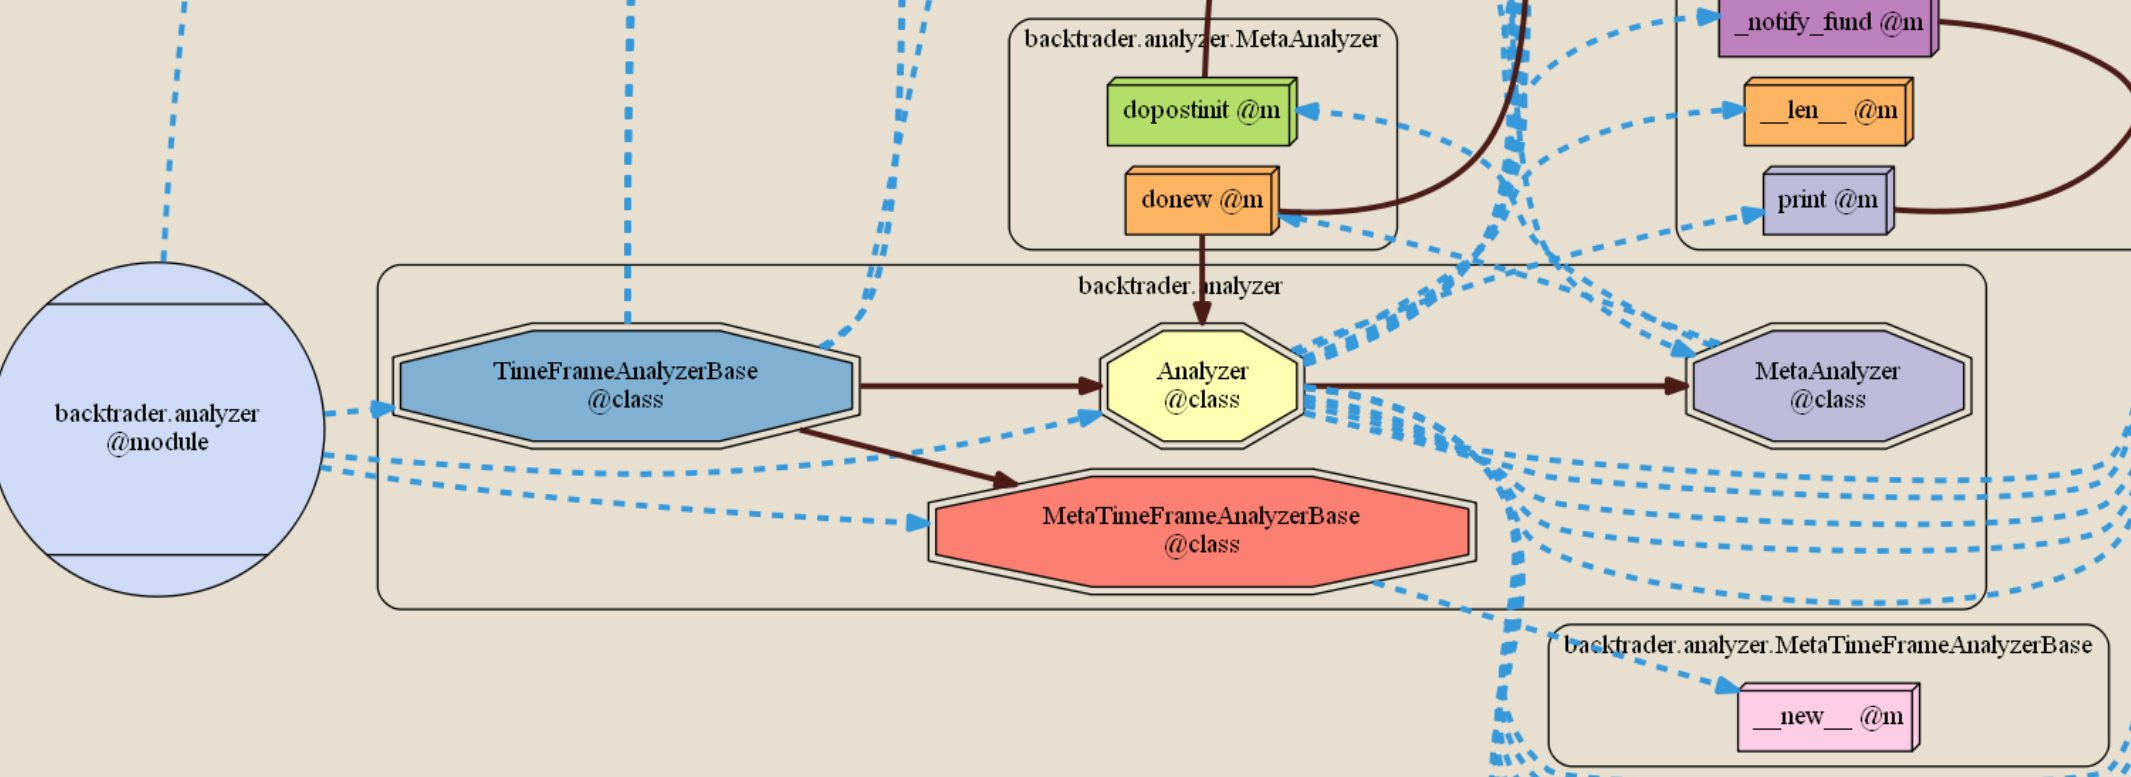 backtrader.analyzer.MetaAnalyzer
dopostinit @m
donew @m
_notify_fund @m
__len__ @m
print @m
backtrader.analyzer
backtrader.analyzer
@module
TimeFrameAnalyzerBase
@class
Analyzer
@class
MetaAnalyzer
@class
MetaTimeFrameAnalyzerBase
@class
backtrader.analyzer.MetaTimeFrameAnalyzerBase
__new__ @m